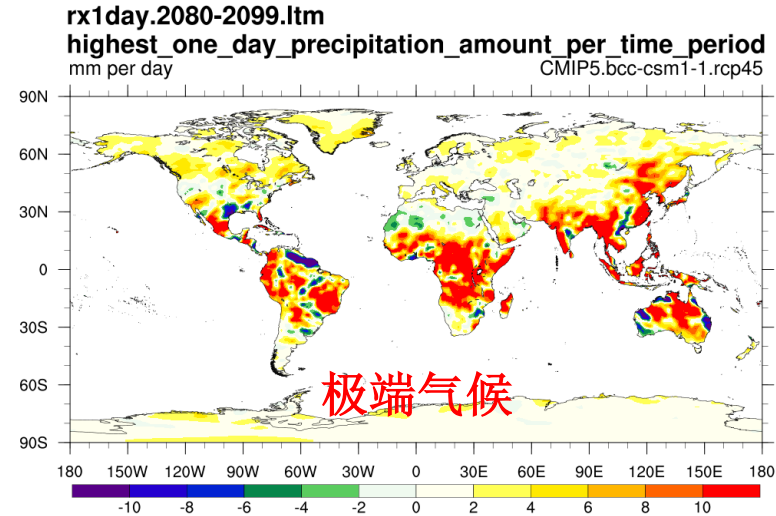 rx1day.2080-2099.ltm
highest_one_day_precipitation_amount_per_time_period
mm per day CMIP5.bcc-csm1-1.rcp45
90N
60N
30N
0
30S
60S
极端气候
90S
180 150W 120W 90W 60W 30W 0 30E 60E 90E 120E 150E 180
-10 -8 -6 -4 -2 0 2 4 6 8 10